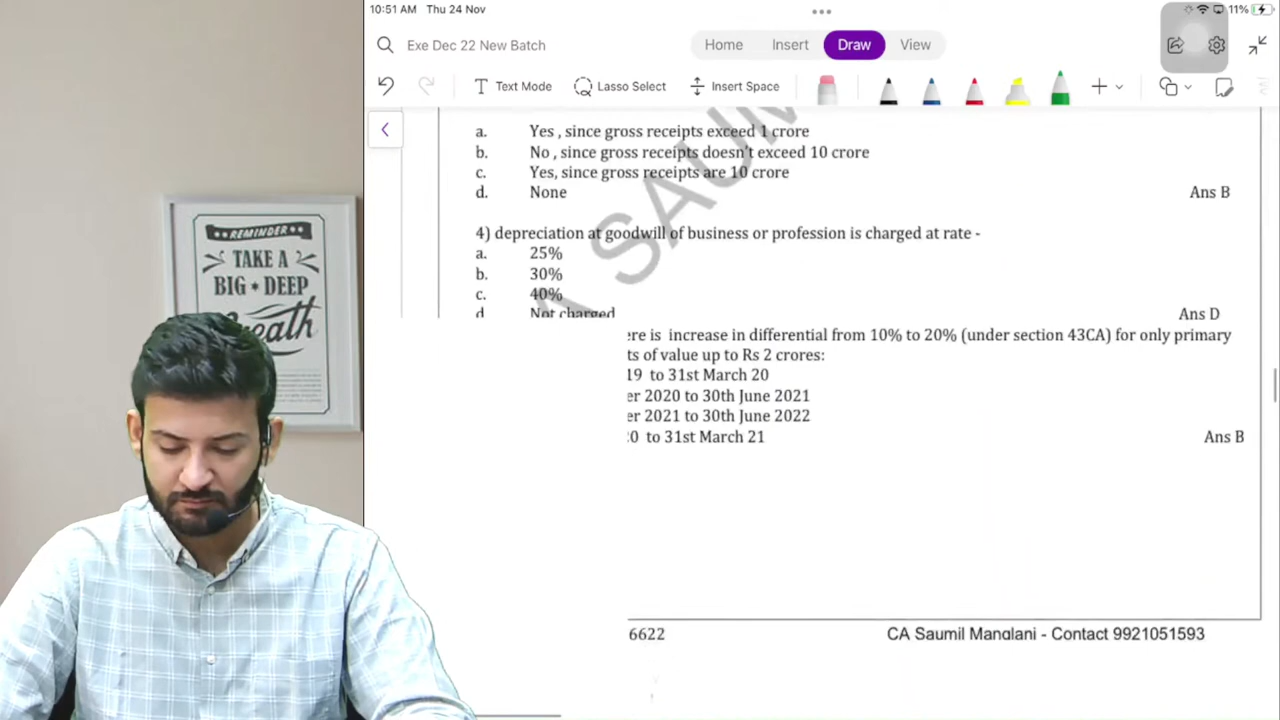 10:51 AM Thu 24 Nov
11%
Exe Dec 22 New Batch
Home Insert Draw View
Text Mode Lasso Select Insert Space
a. Yes , since gross receipts exceed 1 crore
b. No , since gross receipts doesn't exceed 10 crore
c. Yes, since gross receipts are 10 crore
d. None Ans B
4) depreciation at goodwill of business or profession is charged at rate -
a. 25%
b. 30%
c. 40%
d Not charged Ans D
ere is increase in differential from 10% to 20% (under section 43CA) for only primary
ts of value up to Rs 2 crores:
19 to 31st March 20
er 2020 to 30th June 2021
er 2021 to 30th June 2022
0 to 31st March 21 Ans B
6622 CA Saumil Manglani - Contact 9921051593
SAUM
REMINDER
TAKE A
BIG DEEP